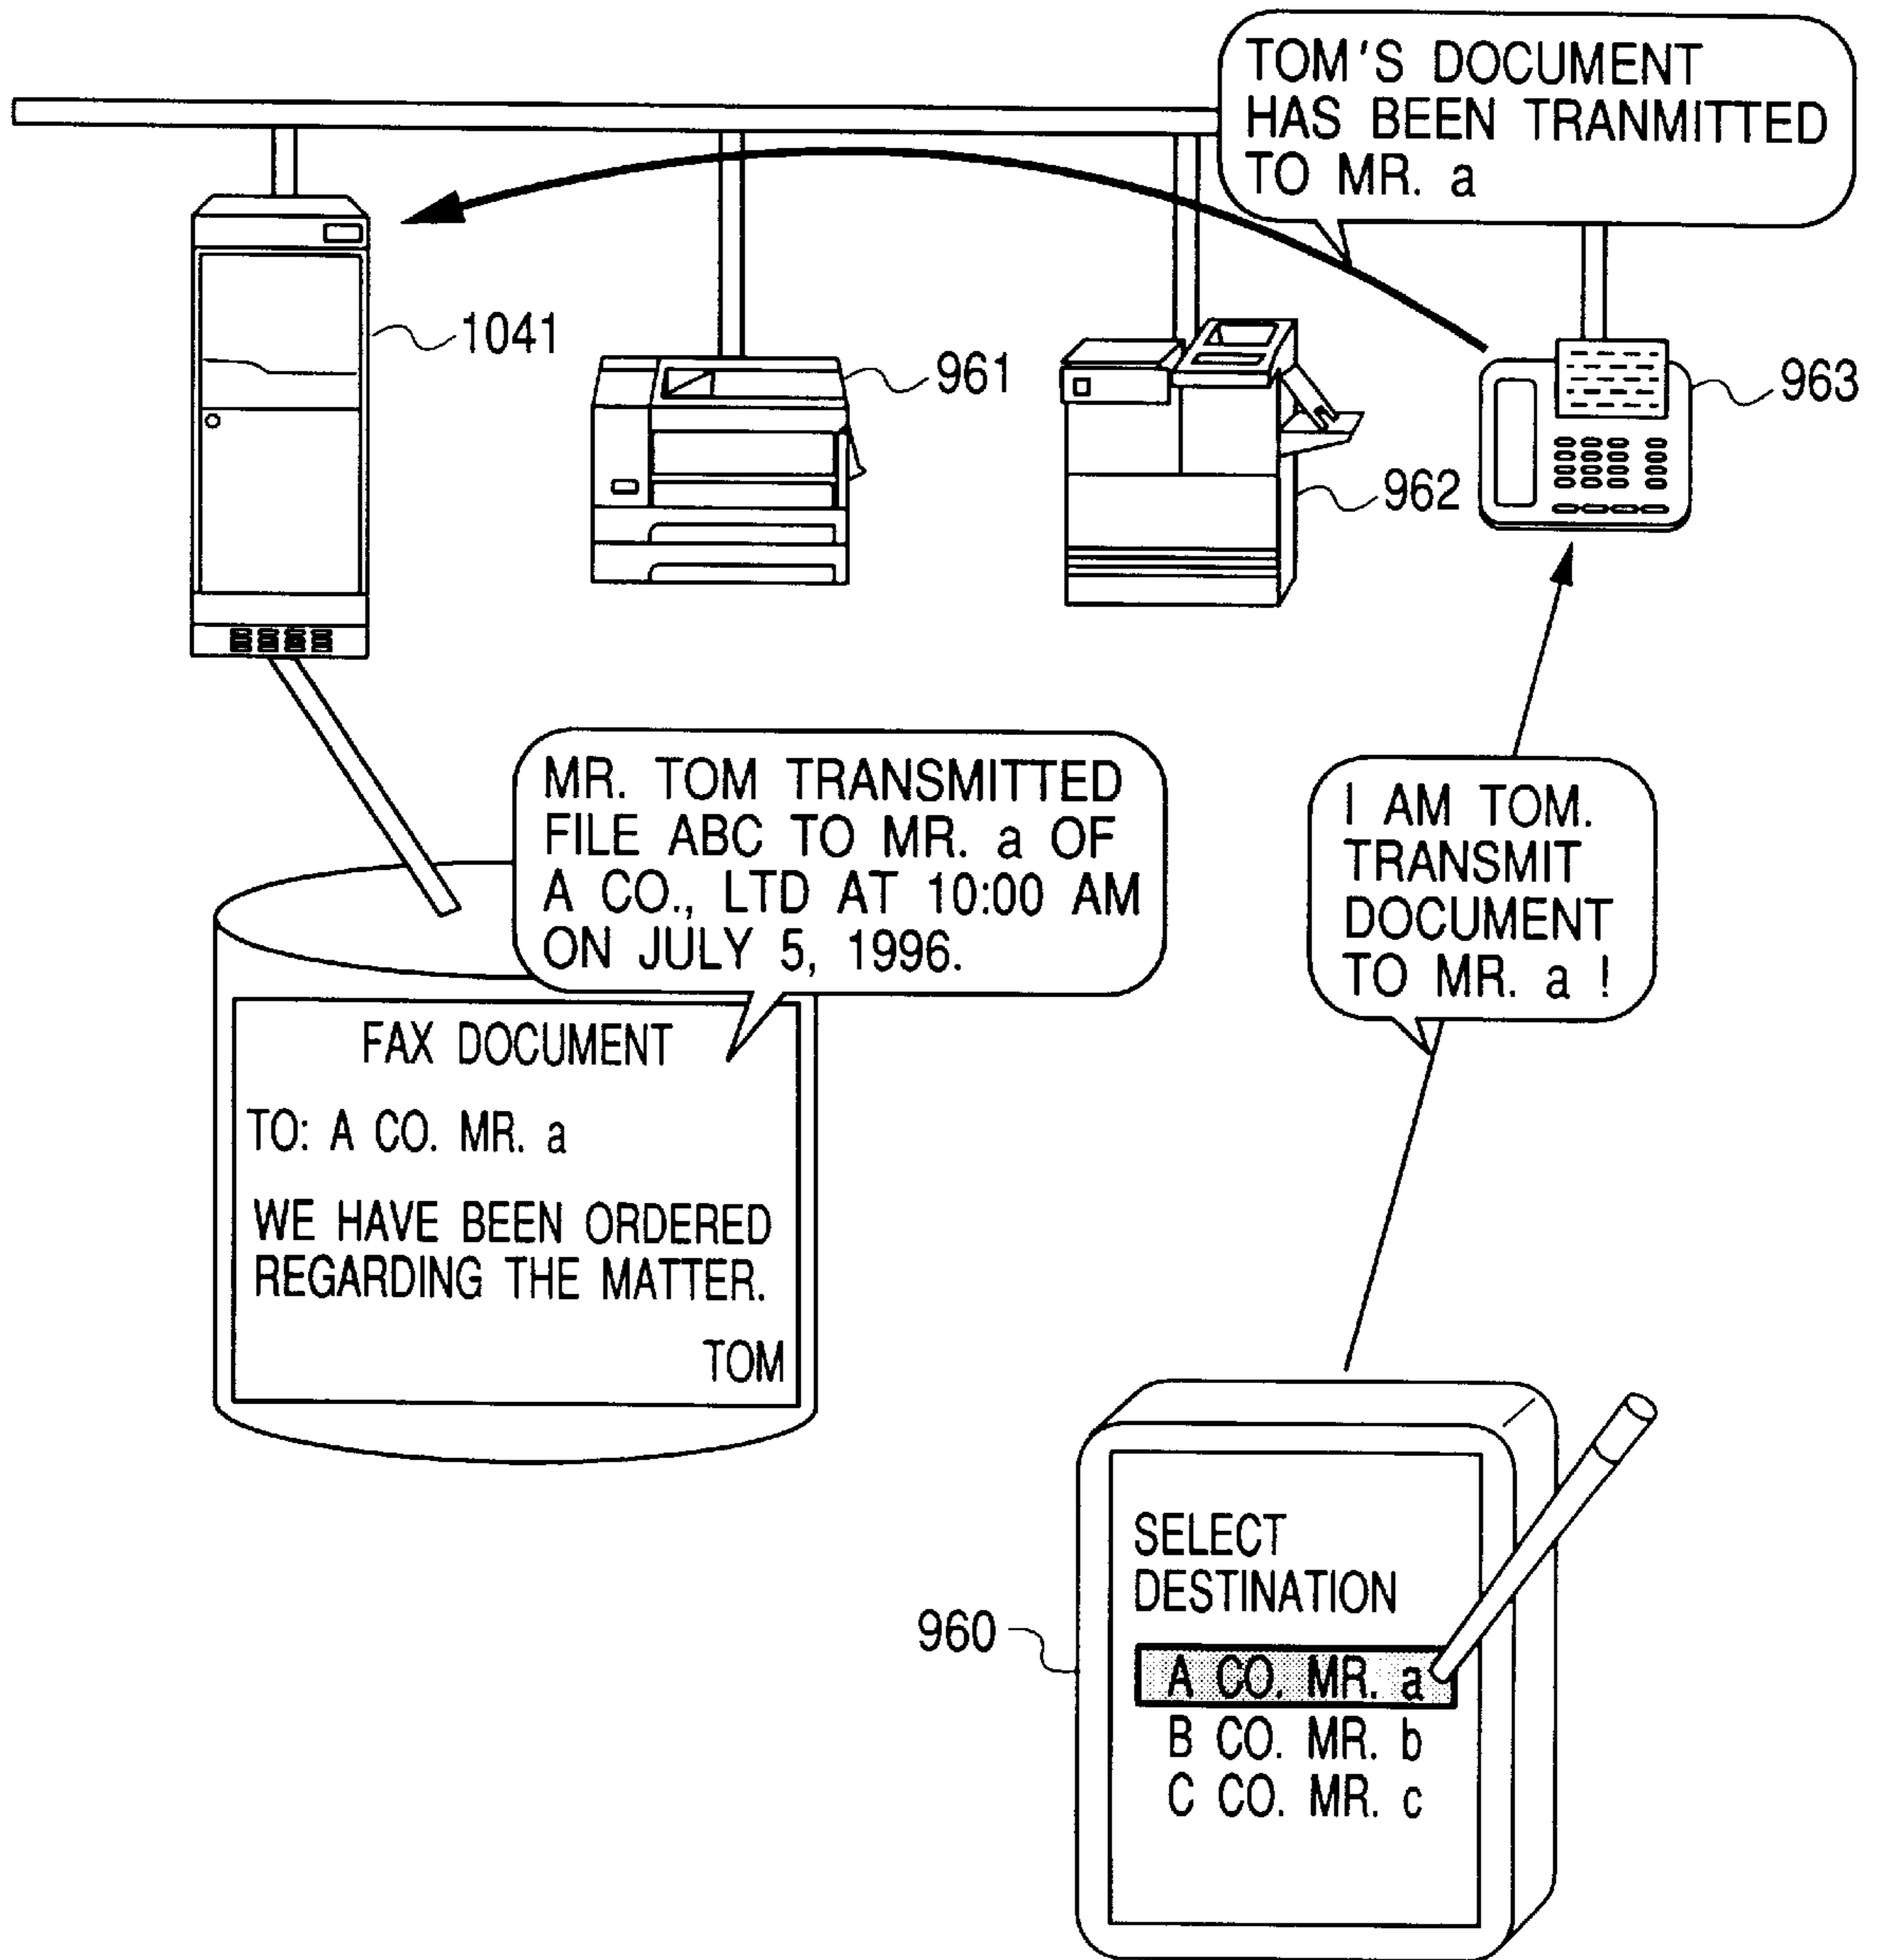 TOM'S DOCUMENT
HAS BEEN TRANMITTED
TO MR. a
1041
961
962
963
MR. TOM TRANSMITTED
FILE ABC TO MR. a OF
A CO., LTD AT 10:00 AM
ON JULY 5, 1996.
I AM TOM.
TRANSMIT
DOCUMENT
TO MR. a !
FAX DOCUMENT
TO: A CO. MR. a
WE HAVE BEEN ORDERED
REGARDING THE MATTER.
TOM
960
SELECT
DESTINATION
A CO. MR. a
B CO. MR. b
C CO. MR. c